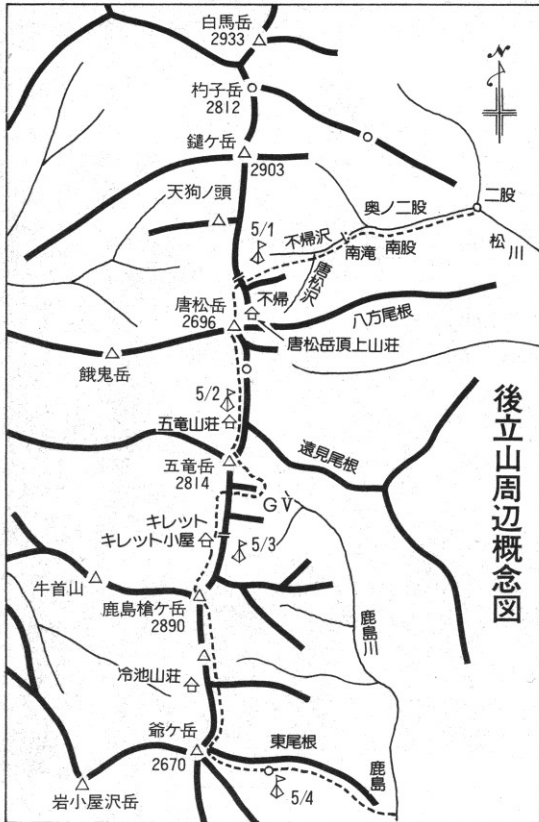 白馬岳
2933
N
杓子岳
2812
鑓ケ岳
2903
天狗ノ頭
奥ノ二股
二股
5/1
不帰沢
南滝
南股
松川
唐松沢
不帰
唐松岳
2696
八方尾根
唐松岳頂上山荘
餓鬼岳
5/2
五竜山荘
遠見尾根
五竜岳
2814
GV
キレット
キレット小屋
5/3
牛首山
鹿島槍ケ岳
2890
鹿島川
冷池山荘
爺ケ岳
2670
東尾根
鹿島
5/4
岩小屋沢岳
後立山周辺概念図